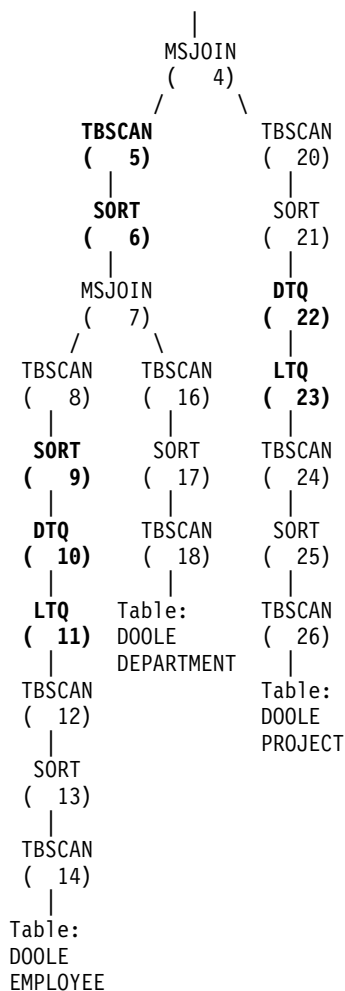 |
MSJOIN
(   4)
/       \
TBSCAN          TBSCAN
(   5)          (  20)
|               |
SORT            SORT
(   6)          (  21)
|               |
MSJOIN          DTQ
(   7)          (  22)
/     \           |
TBSCAN    TBSCAN    LTQ
(   8)    (  16)    (  23)
|         |         |
SORT      SORT      TBSCAN
(   9)    (  17)    (  24)
|         |         |
DTQ       TBSCAN    SORT
(  10)    (  18)    (  25)
|         |         |
LTQ    Table:    TBSCAN
(  11)    DOOLE    (  26)
|    DEPARTMENT    |
TBSCAN    Table:
(  12)    DOOLE
|    PROJECT
SORT
(  13)
|
TBSCAN
(  14)
|
Table:
DOOLE
EMPLOYEE